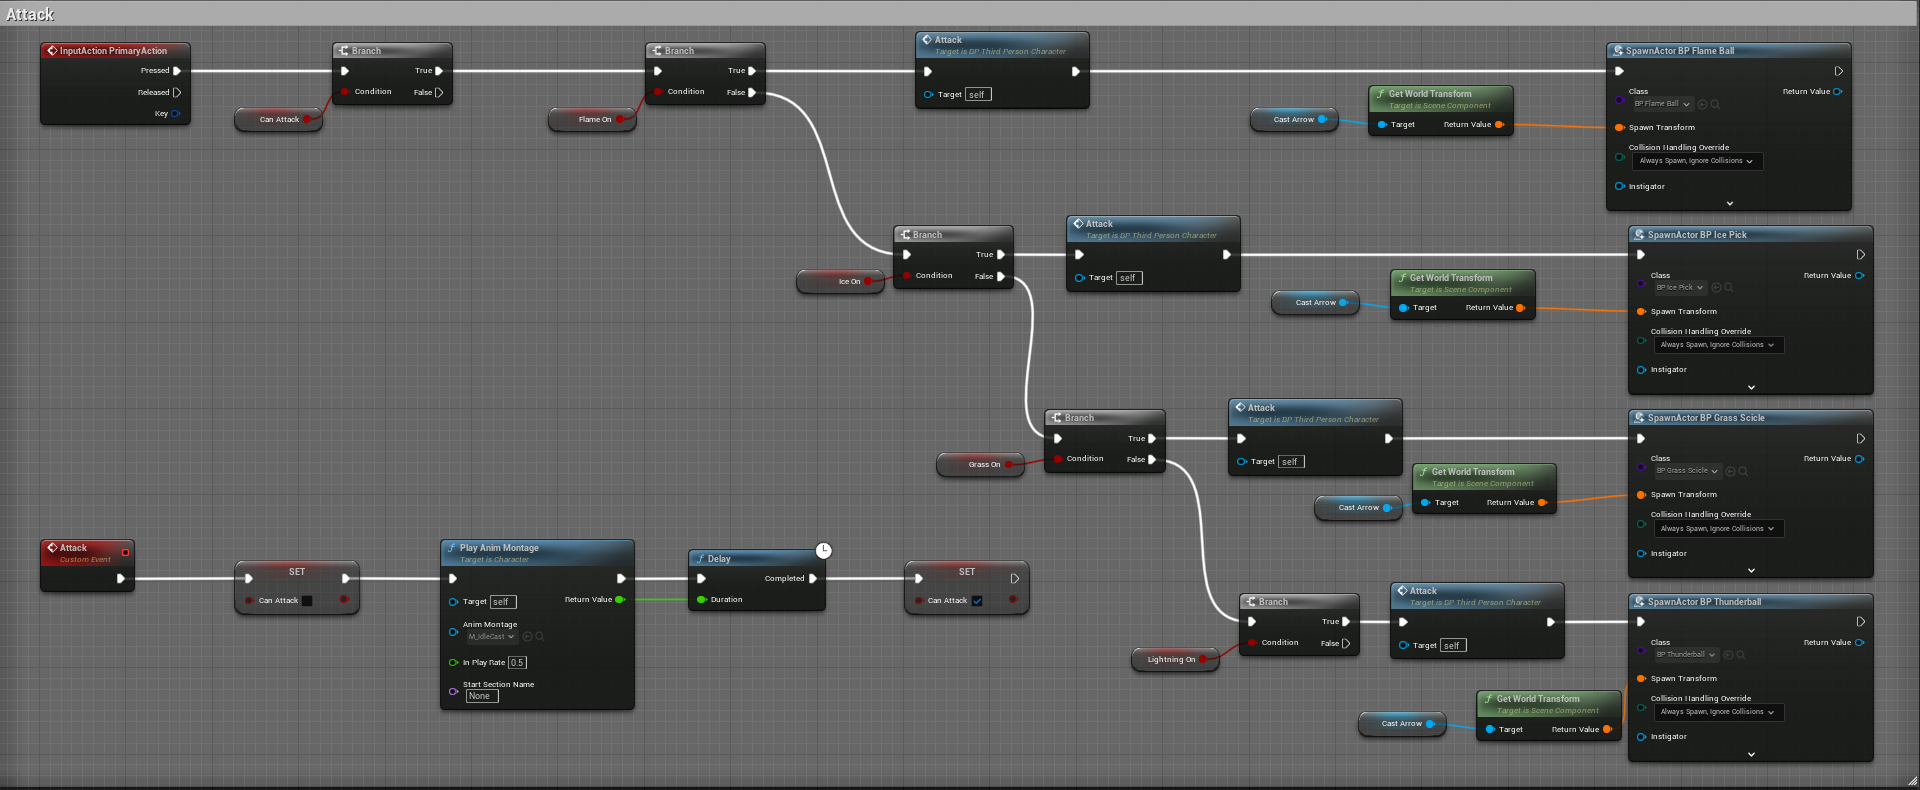 Attack
InputAction PrimaryAction
Pressed
Released
Key
Branch
True
Condition
False
Can Attack
Branch
True
Condition
False
Flame On
Attack
Target is BP Third Person Character
Target self
Cast Arrow
Get World Transform
Target is Scene Component
Target Return Value
SpawnActor BP Flame Ball
Class
Return Value
BP Flame Ball
Spawn Transform
Collision Handling Override
Always Spawn, Ignore Collisions
Instigator
Branch
True
Condition
False
Ice On
Attack
Target is BP Third Person Character
Target self
Cast Arrow
Get World Transform
Target is Scene Component
Target Return Value
SpawnActor BP Ice Pick
Class
Return Value
BP Ice Pick
Spawn Transform
Collision Handling Override
Always Spawn, Ignore Collisions
Instigator
Branch
True
Condition
False
Grass On
Attack
Target is BP Third Person Character
Target self
Cast Arrow
Get World Transform
Target is Scene Component
Target Return Value
SpawnActor BP Grass Scicle
Class
Return Value
BP Grass Scicle
Spawn Transform
Collision Handling Override
Always Spawn, Ignore Collisions
Instigator
Attack
Custom Event
SET
Can Attack
Play Anim Montage
Target is Character
Target self
Return Value
Anim Montage
M_IdleCast
In Play Rate 0.5
Start Section Name
None
Delay
Completed
Duration
SET
Can Attack
Branch
True
Condition
False
Lightning On
Attack
Target is BP Third Person Character
Target self
Cast Arrow
Get World Transform
Target is Scene Component
Target Return Value
SpawnActor BP Thunderball
Class
Return Value
BP Thunderball
Spawn Transform
Collision Handling Override
Always Spawn, Ignore Collisions
Instigator